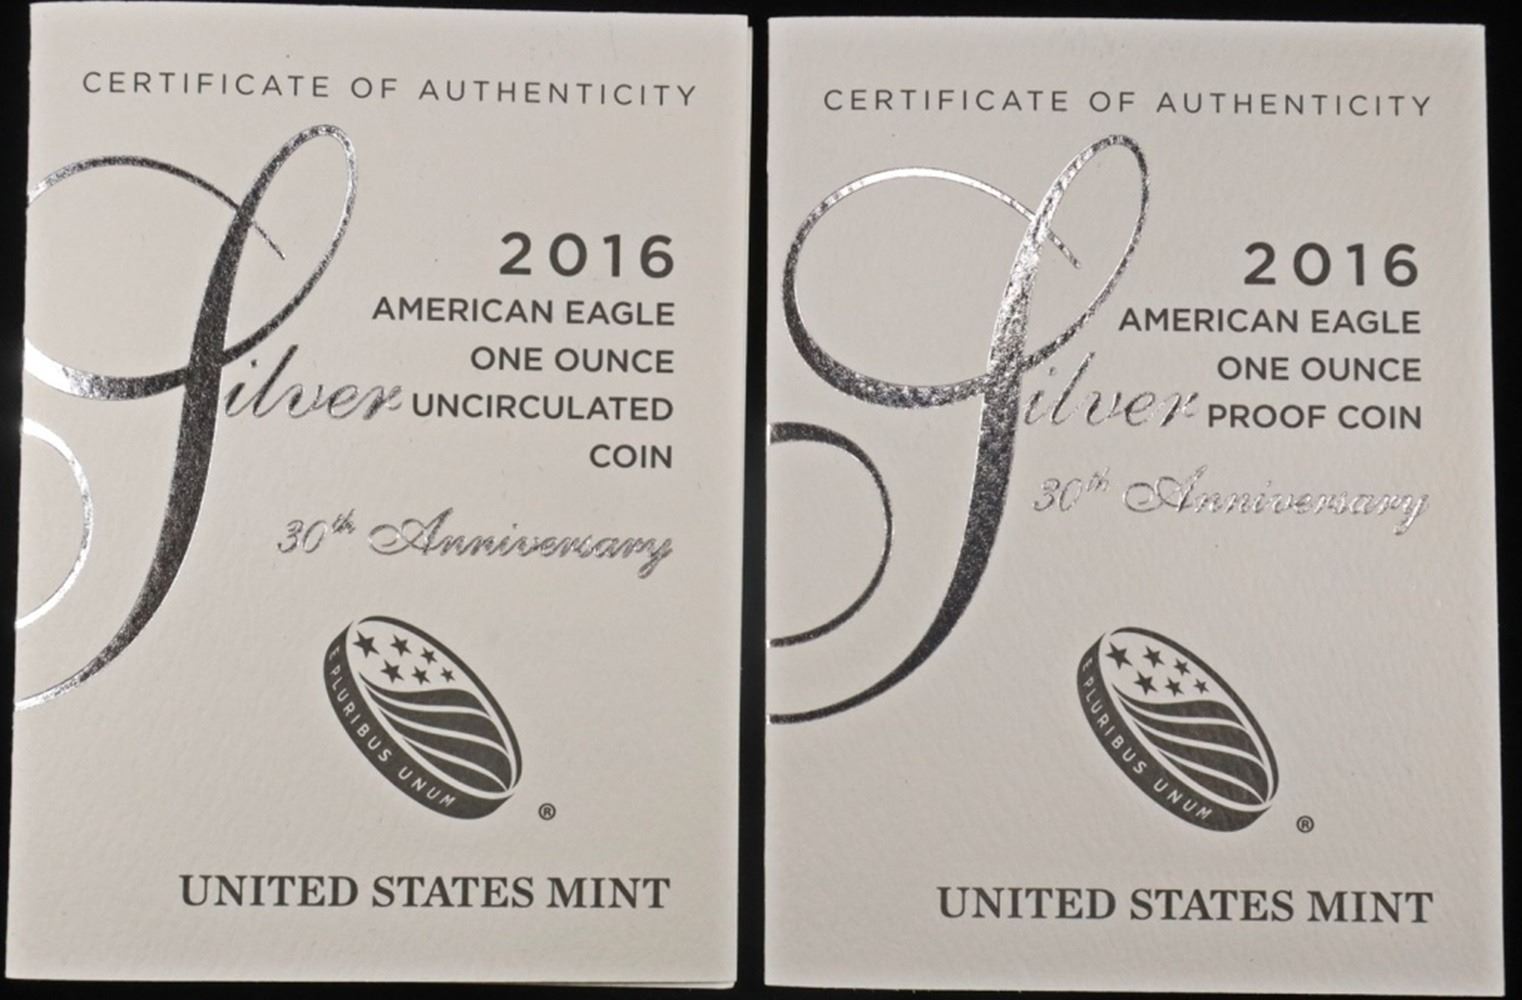 CERTIFICATE OF AUTHENTICITY
2016
AMERICAN EAGLE
ONE OUNCE
Silver UNCIRCULATED
COIN
30th Anniversary
E PLURIBUS UNUM
®
UNITED STATES MINT
CERTIFICATE OF AUTHENTICITY
2016
AMERICAN EAGLE
ONE OUNCE
Silver PROOF COIN
30th Anniversary
E PLURIBUS UNUM
®
UNITED STATES MINT